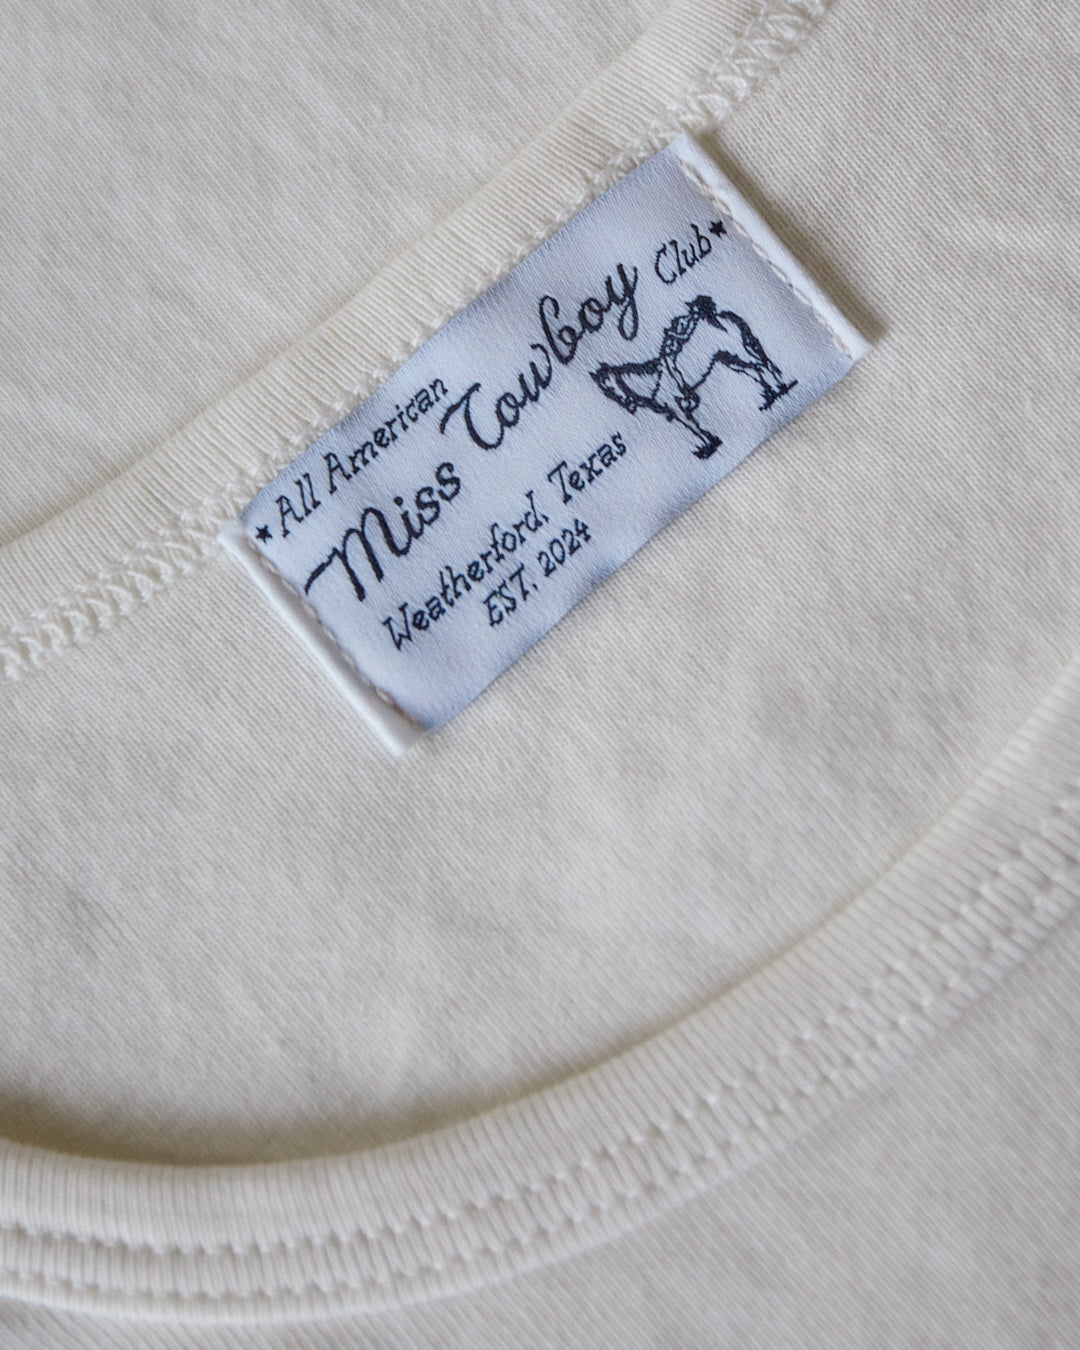 *All American
Miss Cowboy Club*
Weatherford, Texas
EST. 2024